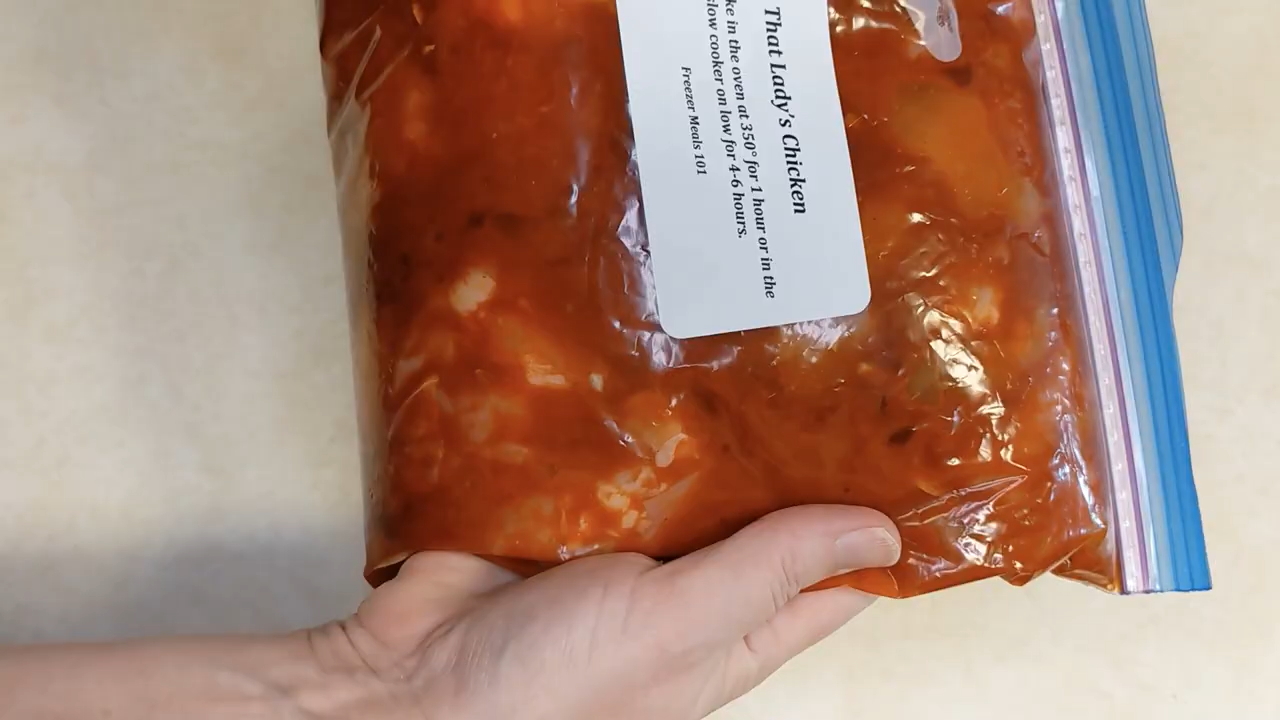 That Lady's Chicken
ke in the oven at 350° for 1 hour or in the
low cooker on low for 4-6 hours.
Freezer Meals 101